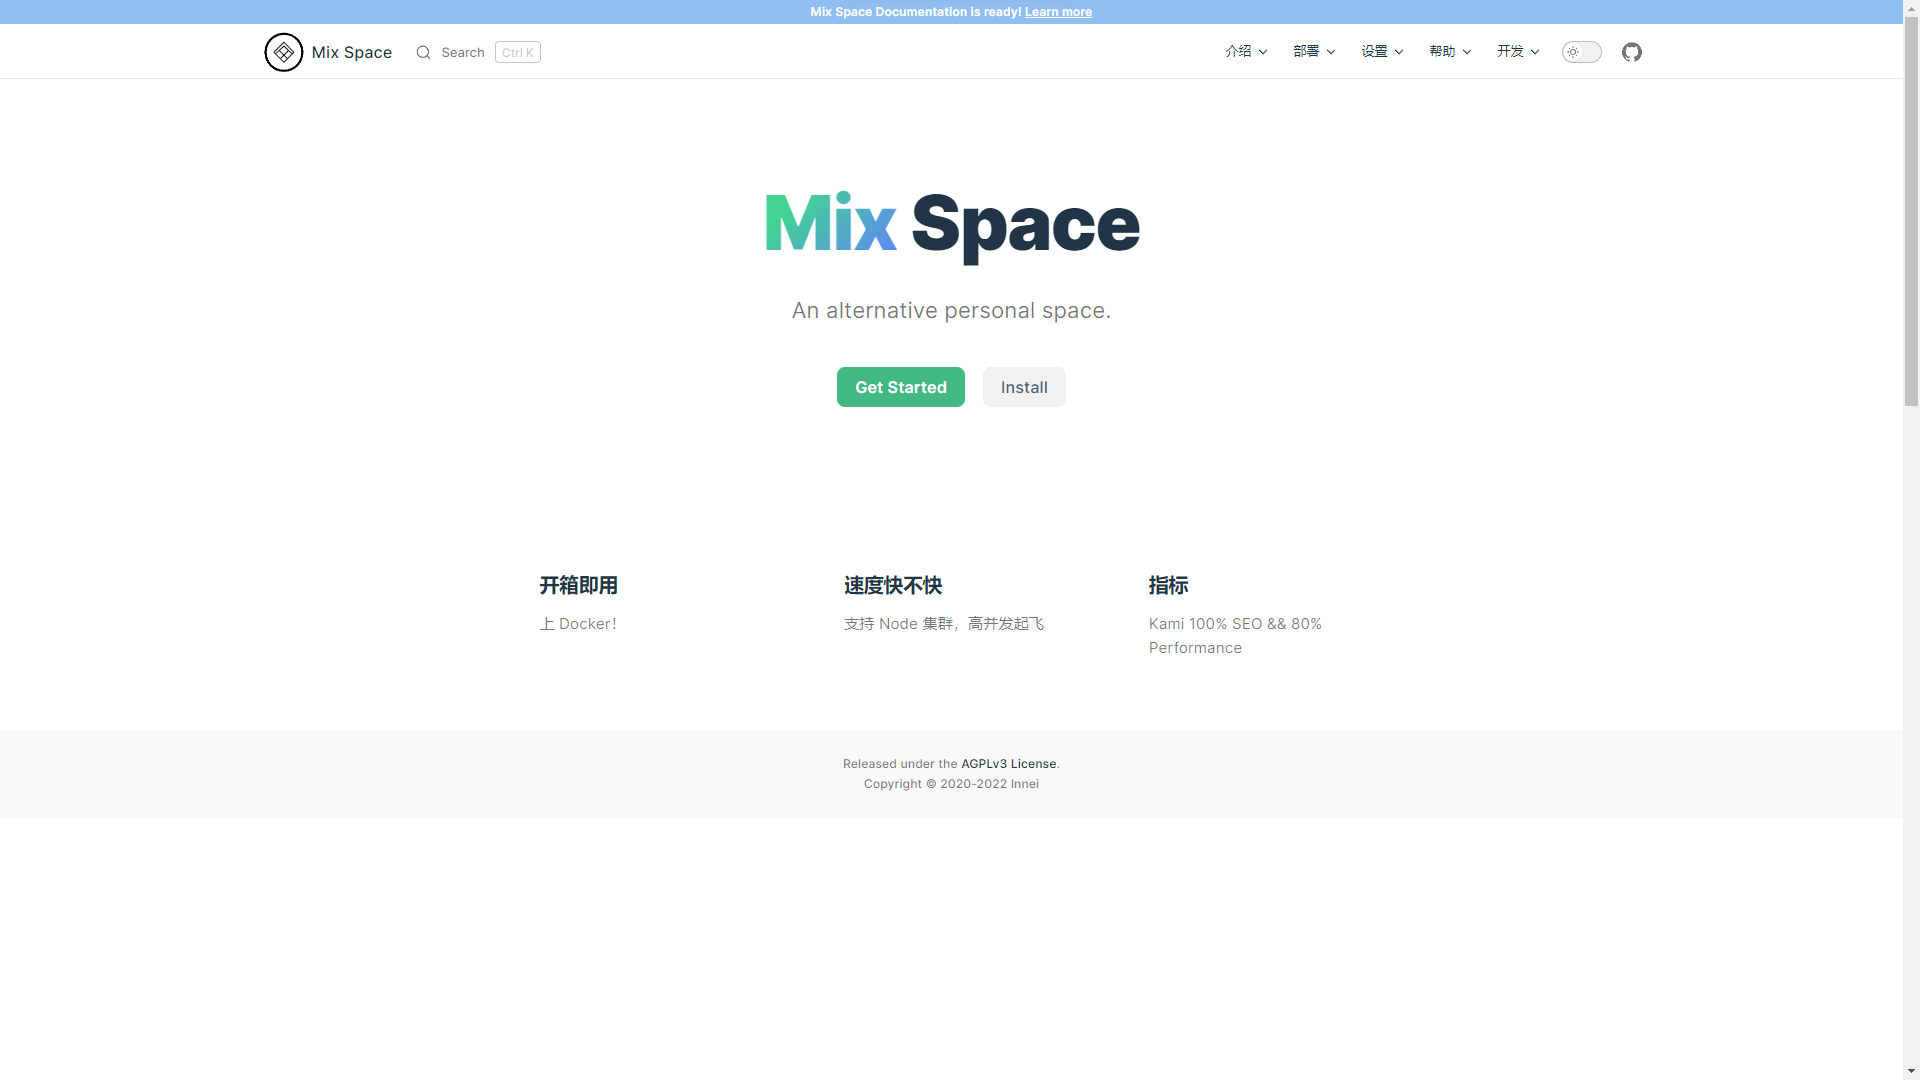 Mix Space Documentation is ready! Learn more
Mix Space
Search
Ctrl K
介绍
部署
设置
帮助
开发
Mix Space
An alternative personal space.
Get Started
Install
开箱即用
上 Docker！
速度快不快
支持 Node 集群，高并发起飞
指标
Kami 100% SEO && 80%
Performance
Released under the AGPLv3 License.
Copyright © 2020-2022 Innei